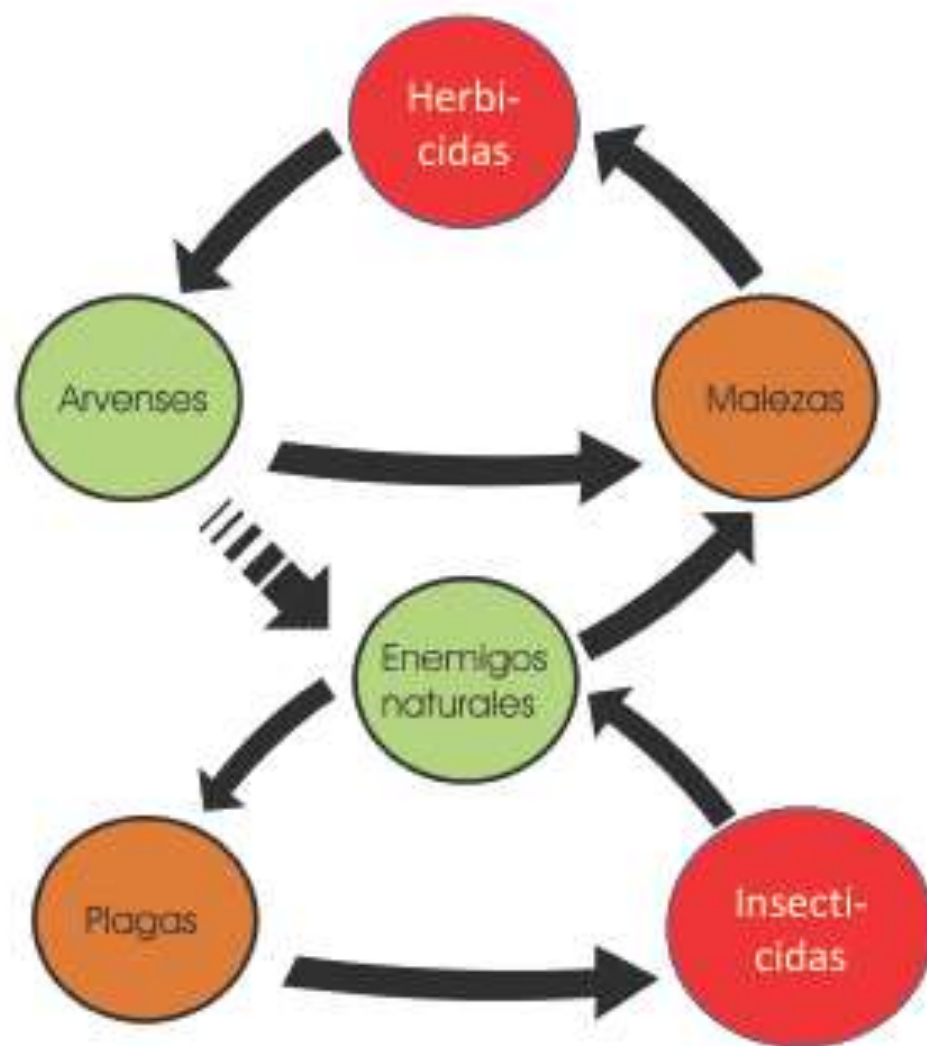 Herbi-
cidas
Arvenses
Malezas
Enemigos
naturales
Plagas
Insecti-
cidas